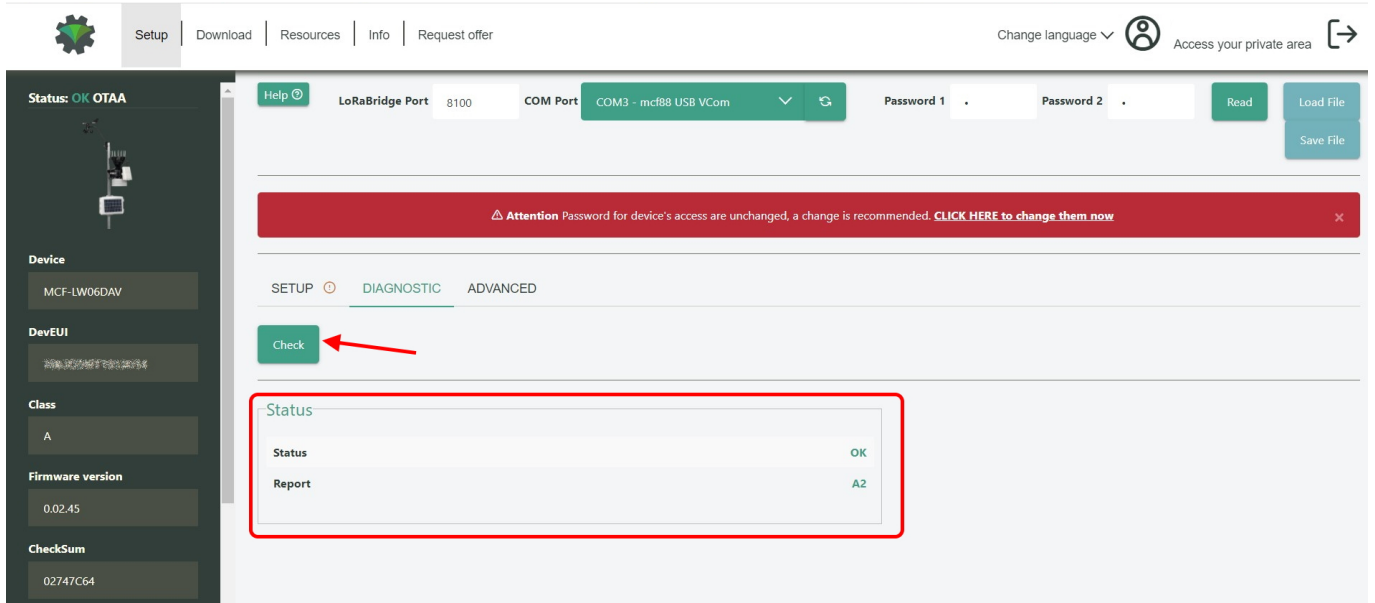 Setup Download Resources Info Request offer Change language Access your private area
Status: OK OTAA
Help LoRaBridge Port 8100 COM Port COM3 - mcf88 USB VCom Password 1 • Password 2 • Read Load File
Save File
Attention Password for device's access are unchanged, a change is recommended. CLICK HERE to change them now
Device
MCF-LW06DAV
SETUP DIAGNOSTIC ADVANCED
DevEUI
Check
Class
A
Status
Status OK
Report A2
Firmware version
0.02.45
CheckSum
02747C64